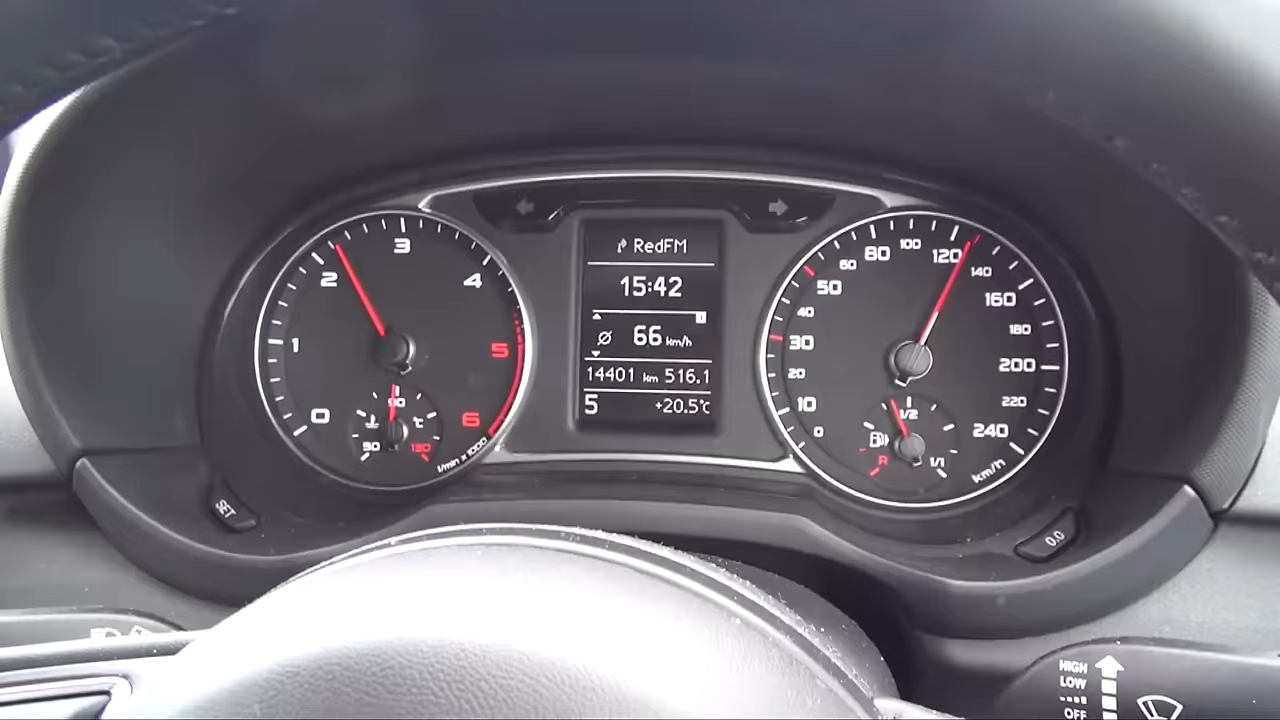 RedFM
15:42
Ø 66 km/h
14401 km 516.1
5 +20.5°C
0
1
2
3
4
5
6
1/min x 1000
50
90
130
°C
0
10
20
30
40
50
60
80
100
120
140
160
180
200
220
240
km/h
R
1/2
1/1
SET
0.0
HIGH
LOW
OFF